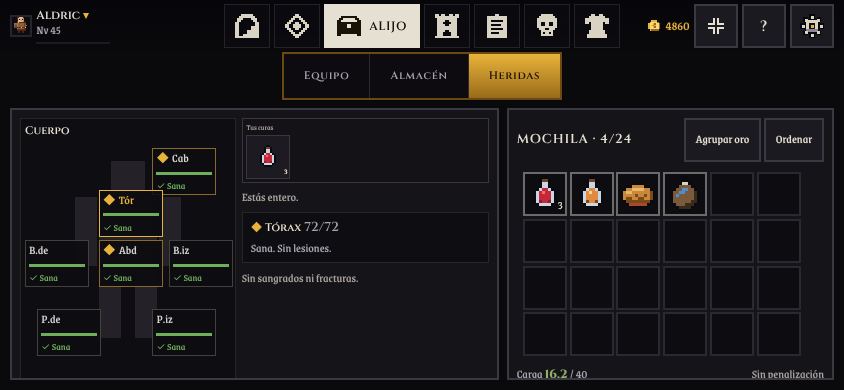 ALDRIC ▾
Nv 45
ALIJO
4860
?
EQUIPO
ALMACÉN
HERIDAS
CUERPO
Cab
✓ Sana
Tór
✓ Sana
B.de
✓ Sana
Abd
✓ Sana
B.iz
✓ Sana
P.de
✓ Sana
P.iz
✓ Sana
Tus curas
3
Estás entero.
TÓRAX 72/72
Sana. Sin lesiones.
Sin sangrados ni fracturas.
MOCHILA · 4/24
Agrupar oro
Ordenar
3
Carga 16.2 / 40
Sin penalización